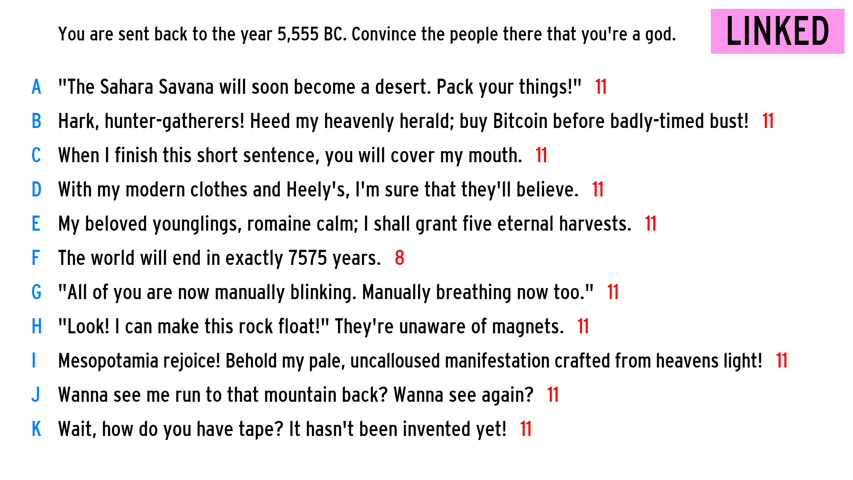 You are sent back to the year 5,555 BC. Convince the people there that you're a god.
LINKED
A "The Sahara Savana will soon become a desert. Pack your things!" 11
B Hark, hunter-gatherers! Heed my heavenly herald; buy Bitcoin before badly-timed bust! 11
C When I finish this short sentence, you will cover my mouth. 11
D With my modern clothes and Heely's, I'm sure that they'll believe. 11
E My beloved younglings, romaine calm; I shall grant five eternal harvests. 11
F The world will end in exactly 7575 years. 8
G "All of you are now manually blinking. Manually breathing now too." 11
H "Look! I can make this rock float!" They're unaware of magnets. 11
I Mesopotamia rejoice! Behold my pale, uncalloused manifestation crafted from heavens light! 11
J Wanna see me run to that mountain back? Wanna see again? 11
K Wait, how do you have tape? It hasn't been invented yet! 11